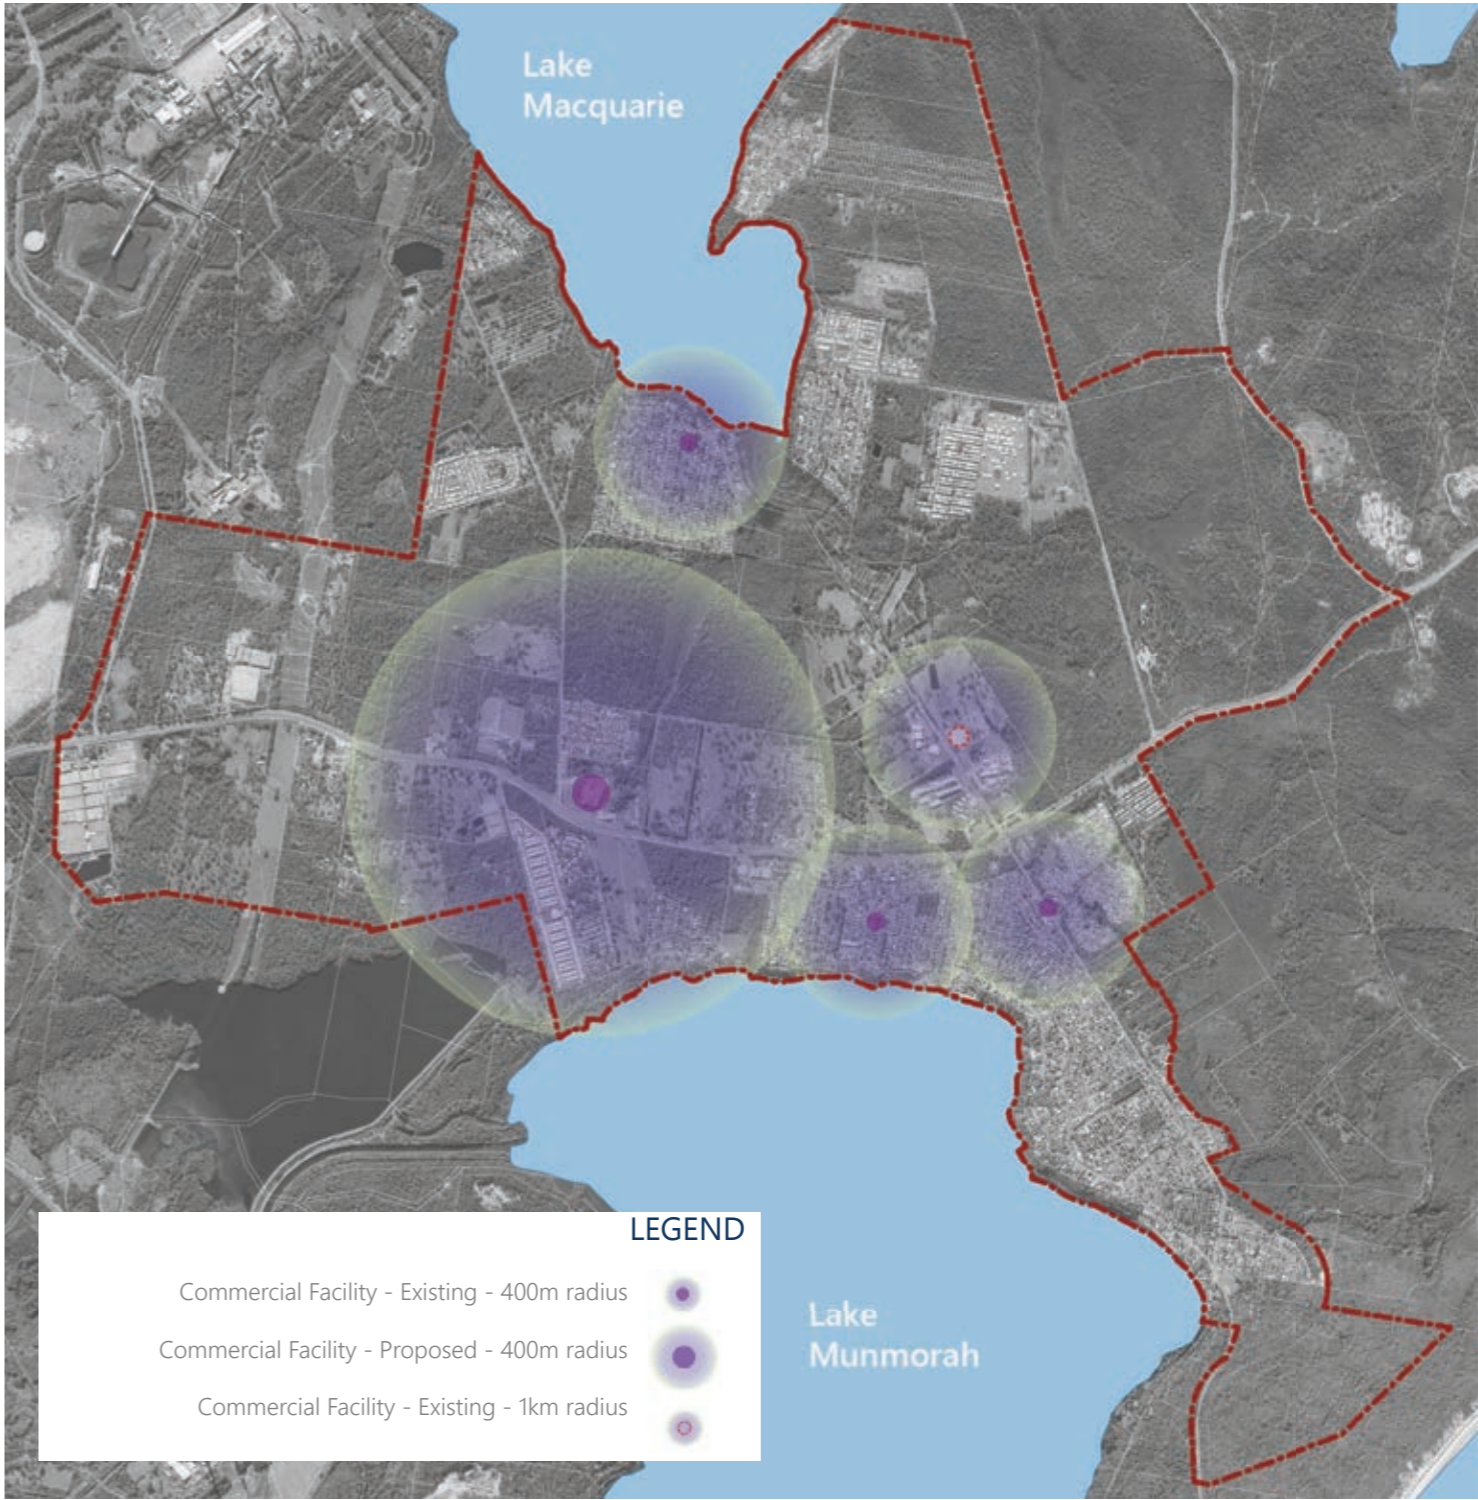 Lake
Macquarie
LEGEND
Commercial Facility - Existing - 400m radius
Commercial Facility - Proposed - 400m radius
Commercial Facility - Existing - 1km radius
Lake
Munmorah